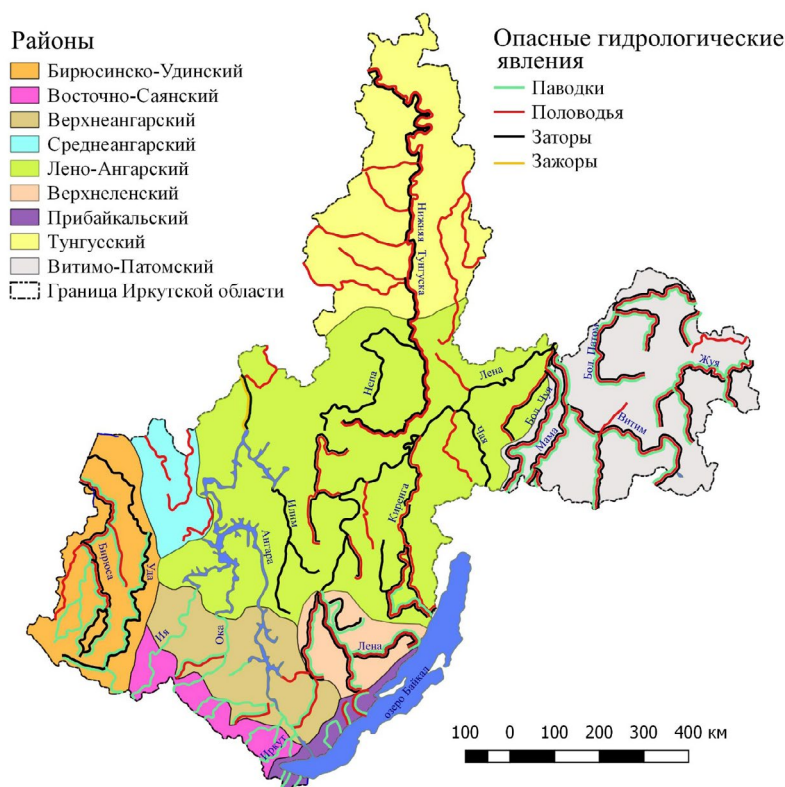 Районы
Бирюсинско-Удинский
Восточно-Саянский
Верхнеангарский
Среднеангарский
Лено-Ангарский
Верхнеленский
Прибайкальский
Тунгусский
Витимо-Патомский
Граница Иркутской области
Опасные гидрологические
явления
Паводки
Половодья
Заторы
Зажоры
Нижняя Тунгуска
Непа
Лена
Бол. Патом
Жуя
Бол. Чуя
Чая
Мама
Витим
Киренга
Илим
Ангара
Бирюса
Уда
Ия
Ока
Лена
Иркут
озеро Байкал
100 0 100 200 300 400 км